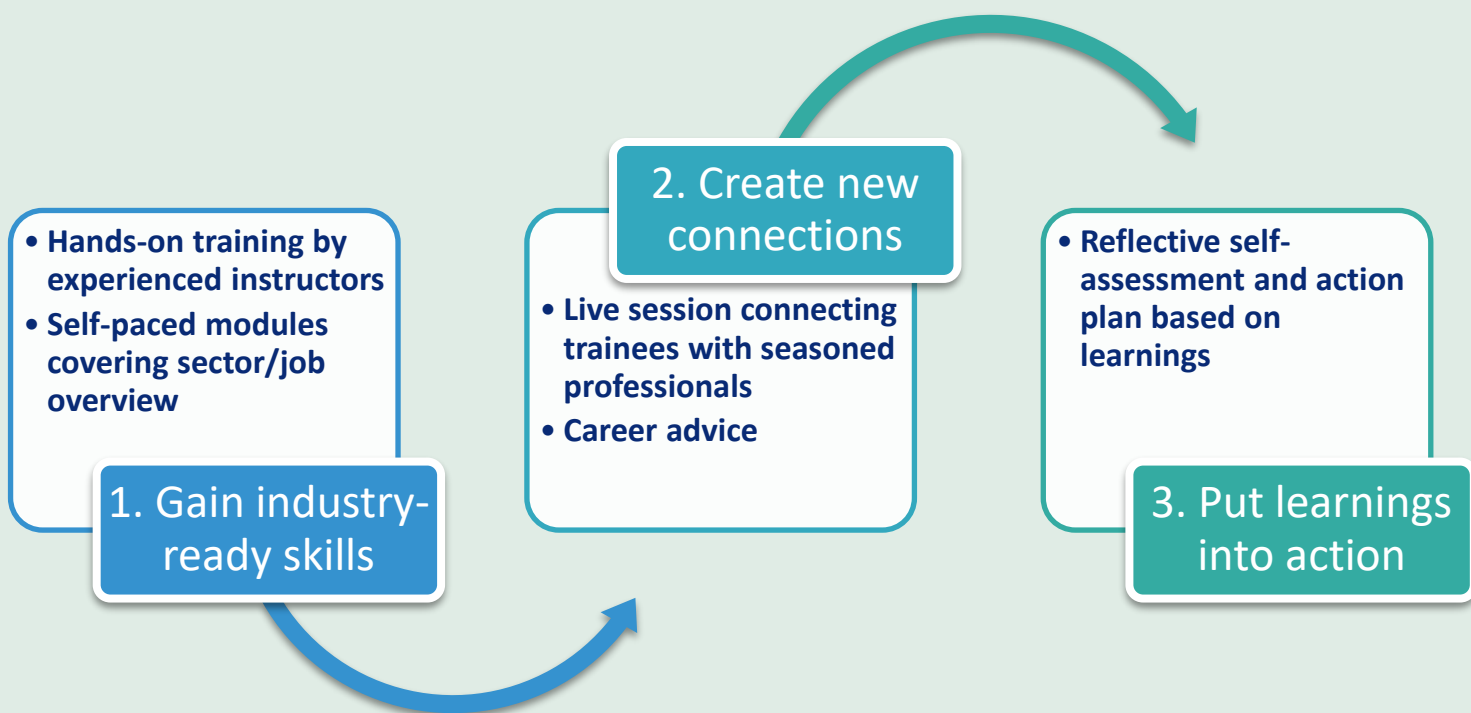 • Hands-on training by
experienced instructors
• Self-paced modules
covering sector/job
overview
1. Gain industry-
ready skills
2. Create new
connections
• Live session connecting
trainees with seasoned
professionals
• Career advice
• Reflective self-
assessment and action
plan based on
learnings
3. Put learnings
into action